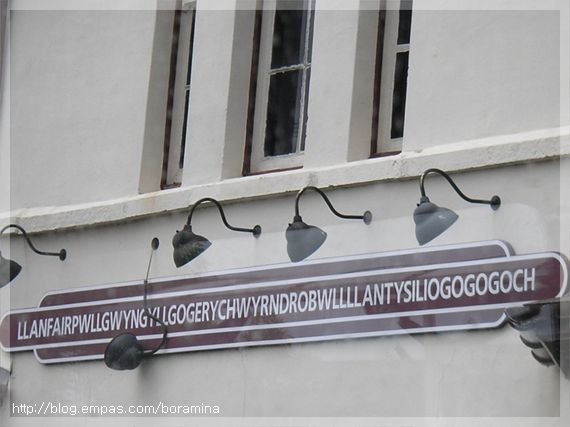 LLANFAIRPWLLGWYNGYLLGOGERYCHWYRNDROBWLLLLANTYSILIOGOGOGOCH
http://blog.empas.com/boramina